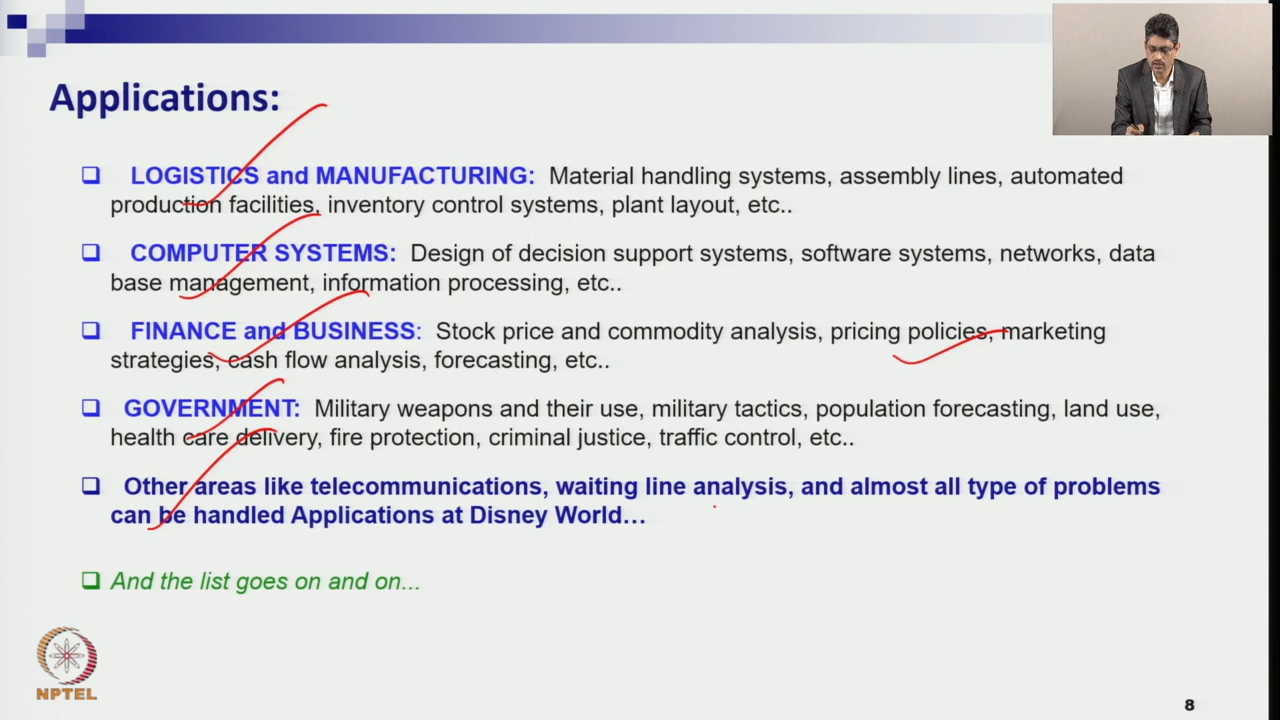 Applications:
❑ LOGISTICS and MANUFACTURING: Material handling systems, assembly lines, automated
production facilities, inventory control systems, plant layout, etc..
❑ COMPUTER SYSTEMS: Design of decision support systems, software systems, networks, data
base management, information processing, etc..
❑ FINANCE and BUSINESS: Stock price and commodity analysis, pricing policies, marketing
strategies, cash flow analysis, forecasting, etc..
❑ GOVERNMENT: Military weapons and their use, military tactics, population forecasting, land use,
health care delivery, fire protection, criminal justice, traffic control, etc..
❑ Other areas like telecommunications, waiting line analysis, and almost all type of problems
can be handled Applications at Disney World…
❑ And the list goes on and on...
NPTEL
8